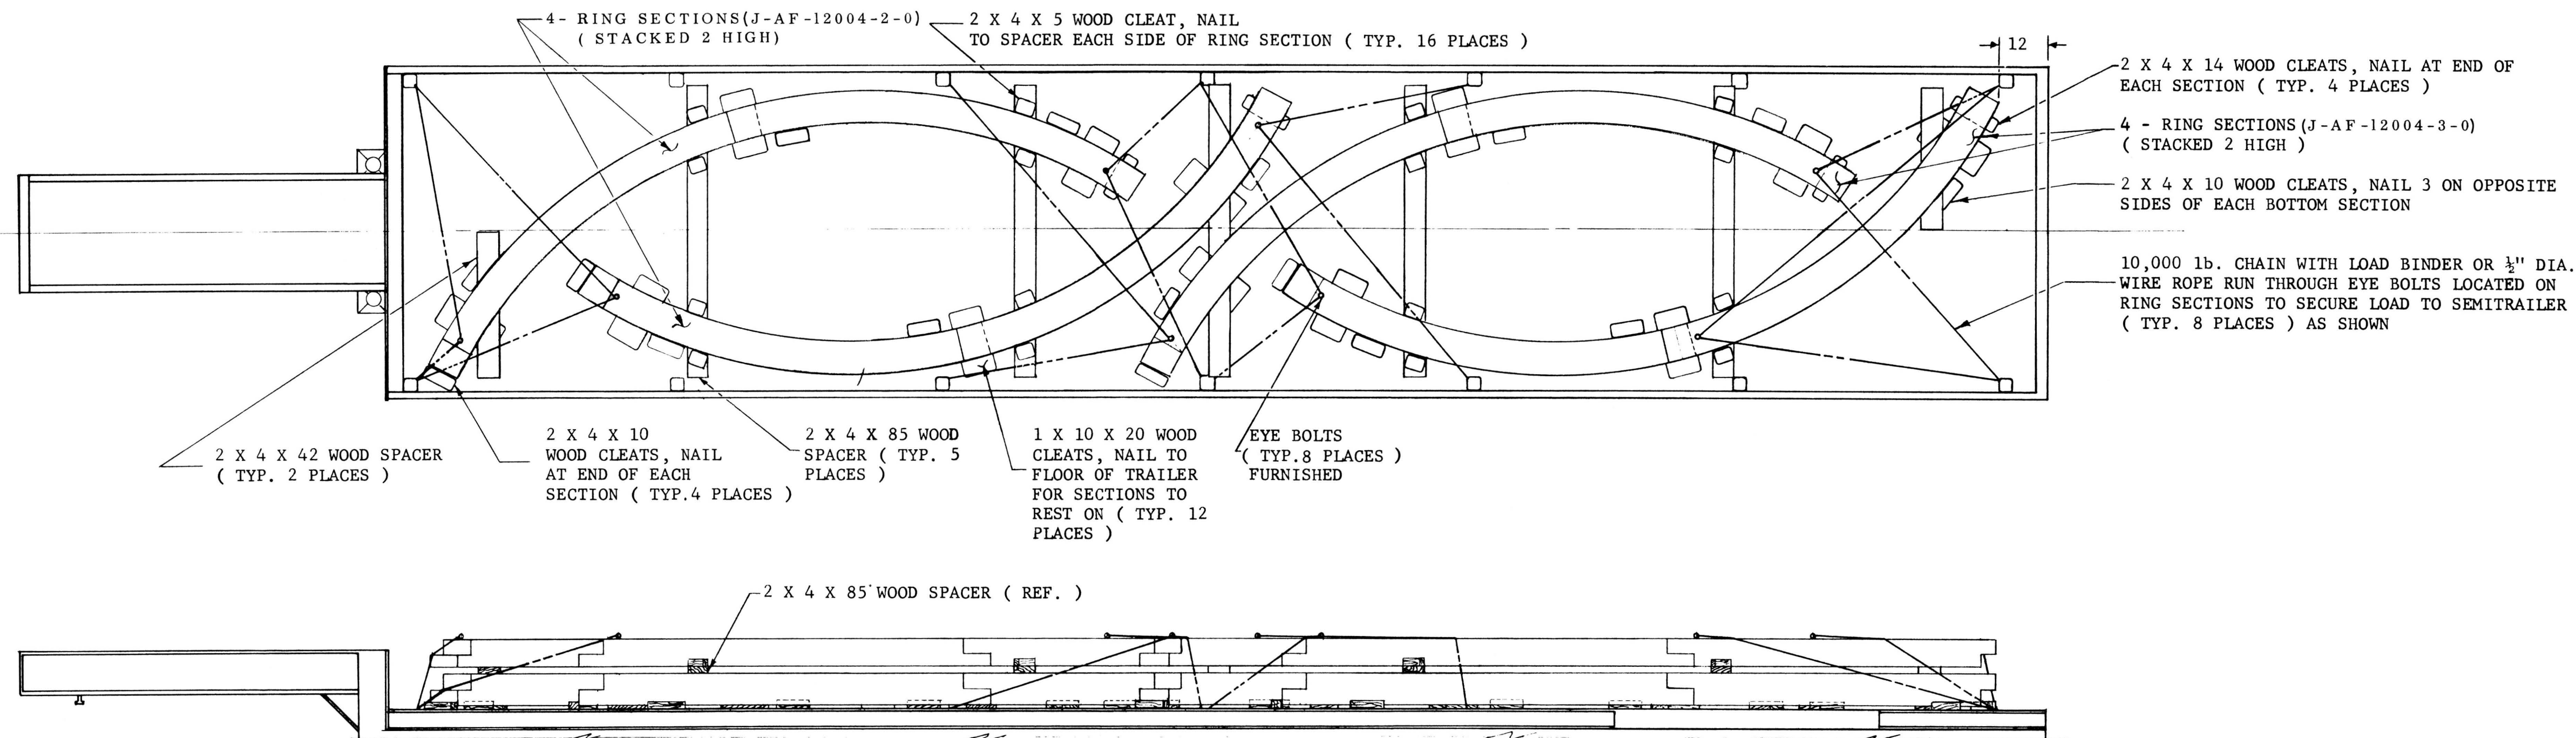 4- RING SECTIONS(J-AF-12004-2-0)
( STACKED 2 HIGH)
2 X 4 X 5 WOOD CLEAT, NAIL
TO SPACER EACH SIDE OF RING SECTION ( TYP. 16 PLACES )
12
2 X 4 X 14 WOOD CLEATS, NAIL AT END OF
EACH SECTION ( TYP. 4 PLACES )
4 - RING SECTIONS(J-AF-12004-3-0)
( STACKED 2 HIGH )
2 X 4 X 10 WOOD CLEATS, NAIL 3 ON OPPOSITE
SIDES OF EACH BOTTOM SECTION
10,000 lb. CHAIN WITH LOAD BINDER OR ½" DIA.
WIRE ROPE RUN THROUGH EYE BOLTS LOCATED ON
RING SECTIONS TO SECURE LOAD TO SEMITRAILER
( TYP. 8 PLACES ) AS SHOWN
2 X 4 X 42 WOOD SPACER
( TYP. 2 PLACES )
2 X 4 X 10
WOOD CLEATS, NAIL
AT END OF EACH
SECTION ( TYP.4 PLACES )
2 X 4 X 85 WOOD
SPACER ( TYP. 5
PLACES )
1 X 10 X 20 WOOD
CLEATS, NAIL TO
FLOOR OF TRAILER
FOR SECTIONS TO
REST ON ( TYP. 12
PLACES )
EYE BOLTS
( TYP.8 PLACES )
FURNISHED
2 X 4 X 85 WOOD SPACER ( REF. )